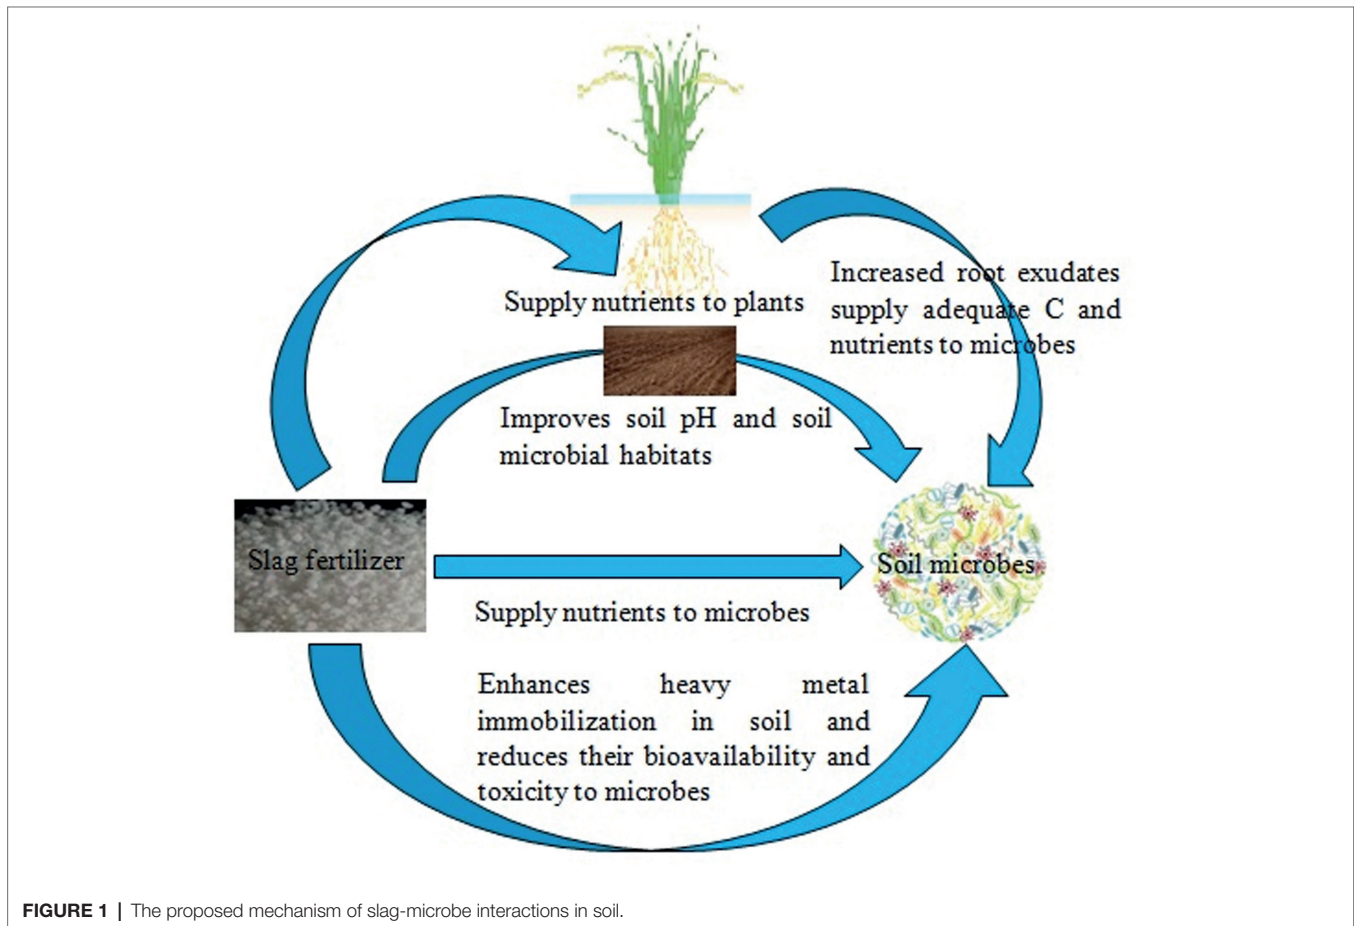 Increased root exudates
supply adequate C and
nutrients to microbes
Supply nutrients to plants
Improves soil pH and soil
microbial habitats
Slag fertilizer
Soil microbes
Supply nutrients to microbes
Enhances heavy metal
immobilization in soil and
reduces their bioavailability and
toxicity to microbes
FIGURE 1 | The proposed mechanism of slag-microbe interactions in soil.